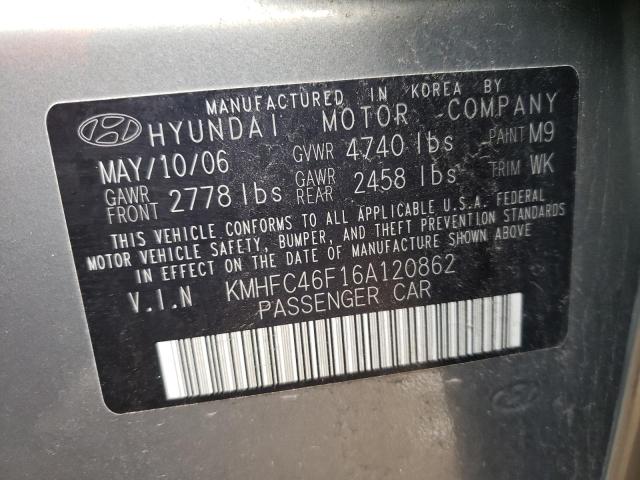 MANUFACTURED IN KOREA BY
HYUNDAI MOTOR COMPANY
MAY/10/06 GVWR 4740 lbs PAINT M9
GAWR FRONT 2778 lbs GAWR REAR 2458 lbs TRIM WK
THIS VEHICLE CONFORMS TO ALL APPLICABLE U.S.A. FEDERAL
MOTOR VEHICLE SAFETY, BUMPER, AND THEFT PREVENTION STANDARDS
IN EFFECT ON THE DATE OF MANUFACTURE SHOWN ABOVE
V.I.N KMHFC46F16A120862
PASSENGER CAR